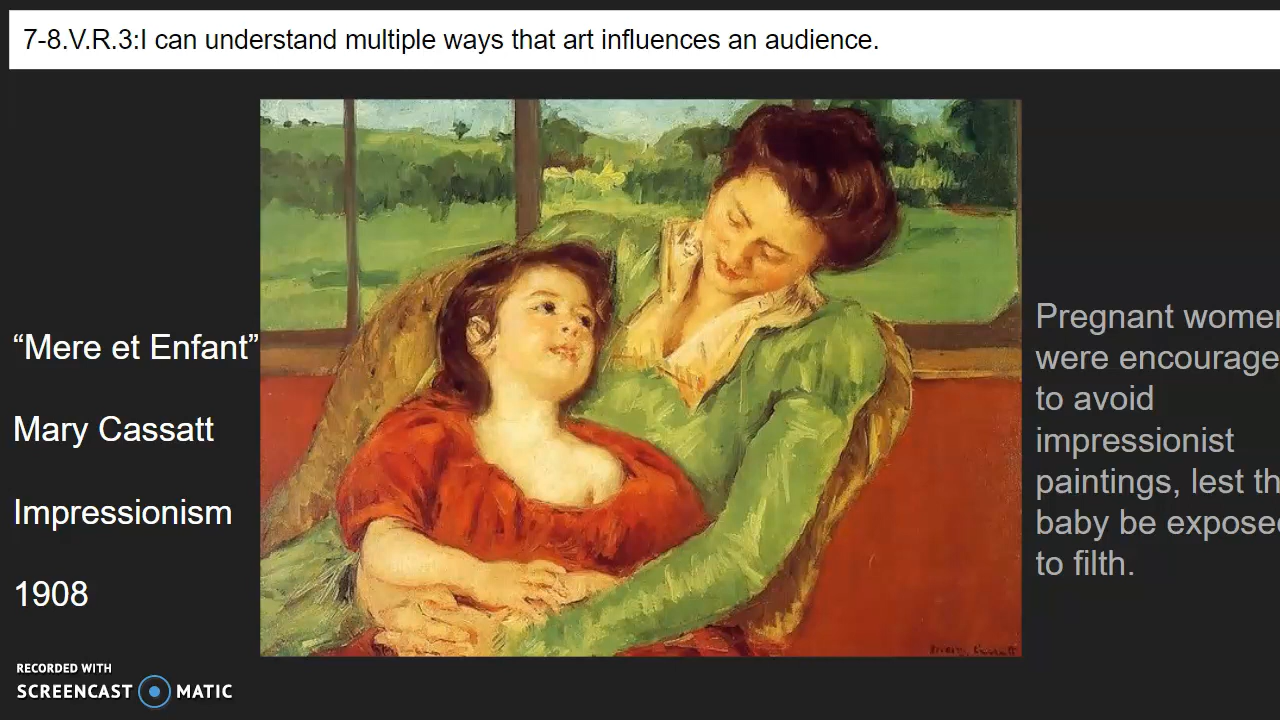 7-8.V.R.3:I can understand multiple ways that art influences an audience.
“Mere et Enfant”
Mary Cassatt
Impressionism
1908
Pregnant women
were encourage
to avoid
impressionist
paintings, lest th
baby be expose
to filth.
RECORDED WITH
SCREENCAST MATIC
Mary Cassatt